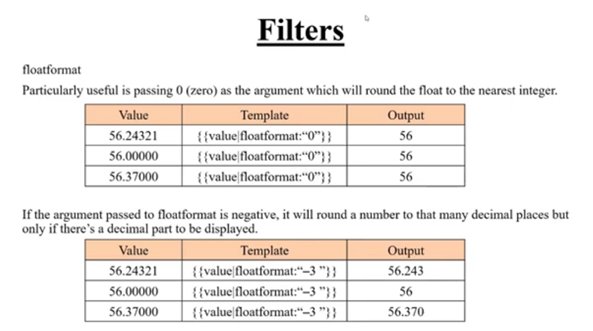 Filters
floatformat
Particularly useful is passing 0 (zero) as the argument which will round the float to the nearest integer.
Value Template Output
56.24321 {{value|floatformat:“0”}} 56
56.00000 {{value|floatformat:“0”}} 56
56.37000 {{value|floatformat:“0”}} 56
If the argument passed to floatformat is negative, it will round a number to that many decimal places but
only if there’s a decimal part to be displayed.
Value Template Output
56.24321 {{value|floatformat:“–3 ”}} 56.243
56.00000 {{value|floatformat:“–3 ”}} 56
56.37000 {{value|floatformat:“–3 ”}} 56.370